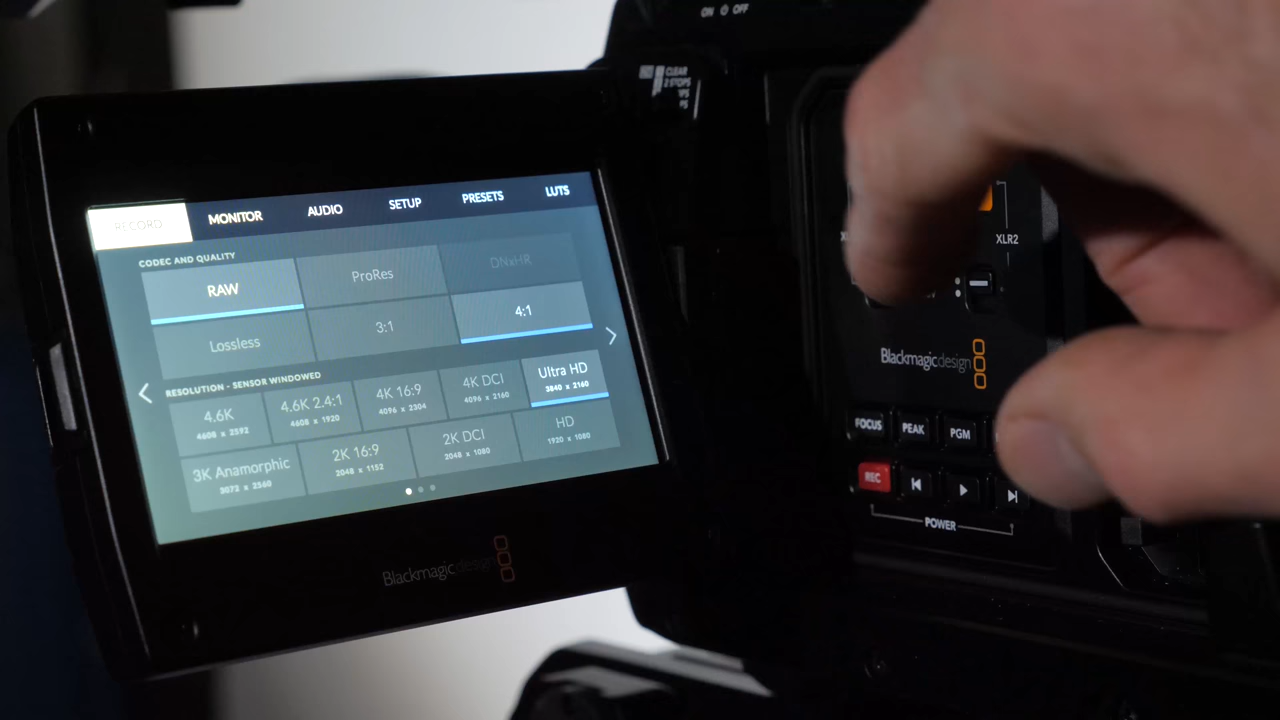 ON OFF
CLEAR
2 STOPS
RECORD MONITOR AUDIO SETUP PRESETS LUTS
CODEC AND QUALITY
RAW ProRes DNxHR
Lossless 3:1 4:1
RESOLUTION - SENSOR WINDOWED
4.6K 4.6K 2.4:1 4K 16:9 4K DCI Ultra HD
4608 x 2592 4608 x 1920 4096 x 2304 4096 x 2160 3840 x 2160
3K Anamorphic 2K 16:9 2K DCI HD
3072 x 2560 2048 x 1152 2048 x 1080 1920 x 1080
Blackmagicdesign
XLR2
Blackmagicdesign
FOCUS PEAK PGM
REC
POWER